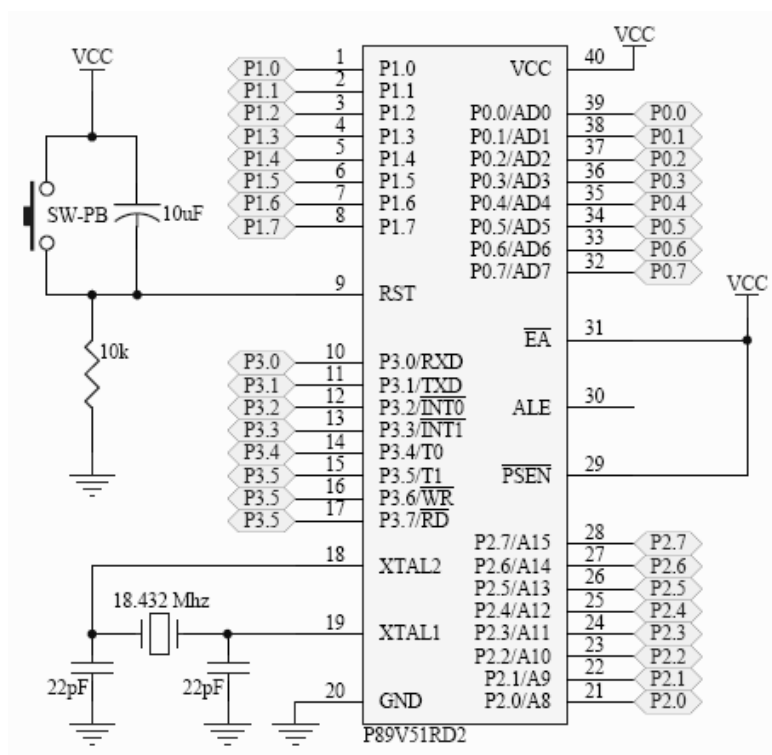 VCC
SW-PB
10uF
10k
P1.0 1 P1.0
P1.1 2 P1.1
P1.2 3 P1.2
P1.3 4 P1.3
P1.4 5 P1.4
P1.5 6 P1.5
P1.6 7 P1.6
P1.7 8 P1.7
9 RST
P3.0 10 P3.0/RXD
P3.1 11 P3.1/TXD
P3.2 12 P3.2/INT0
P3.3 13 P3.3/INT1
P3.4 14 P3.4/T0
P3.5 15 P3.5/T1
P3.5 16 P3.6/WR
P3.5 17 P3.7/RD
18 XTAL2
18.432 Mhz
19 XTAL1
22pF 22pF
20 GND
VCC
VCC 40
P0.0/AD0 39 P0.0
P0.1/AD1 38 P0.1
P0.2/AD2 37 P0.2
P0.3/AD3 36 P0.3
P0.4/AD4 35 P0.4
P0.5/AD5 34 P0.5
P0.6/AD6 33 P0.6
P0.7/AD7 32 P0.7
VCC
EA 31
ALE 30
PSEN 29
P2.7/A15 28 P2.7
P2.6/A14 27 P2.6
P2.5/A13 26 P2.5
P2.4/A12 25 P2.4
P2.3/A11 24 P2.3
P2.2/A10 23 P2.2
P2.1/A9 22 P2.1
P2.0/A8 21 P2.0
P89V51RD2